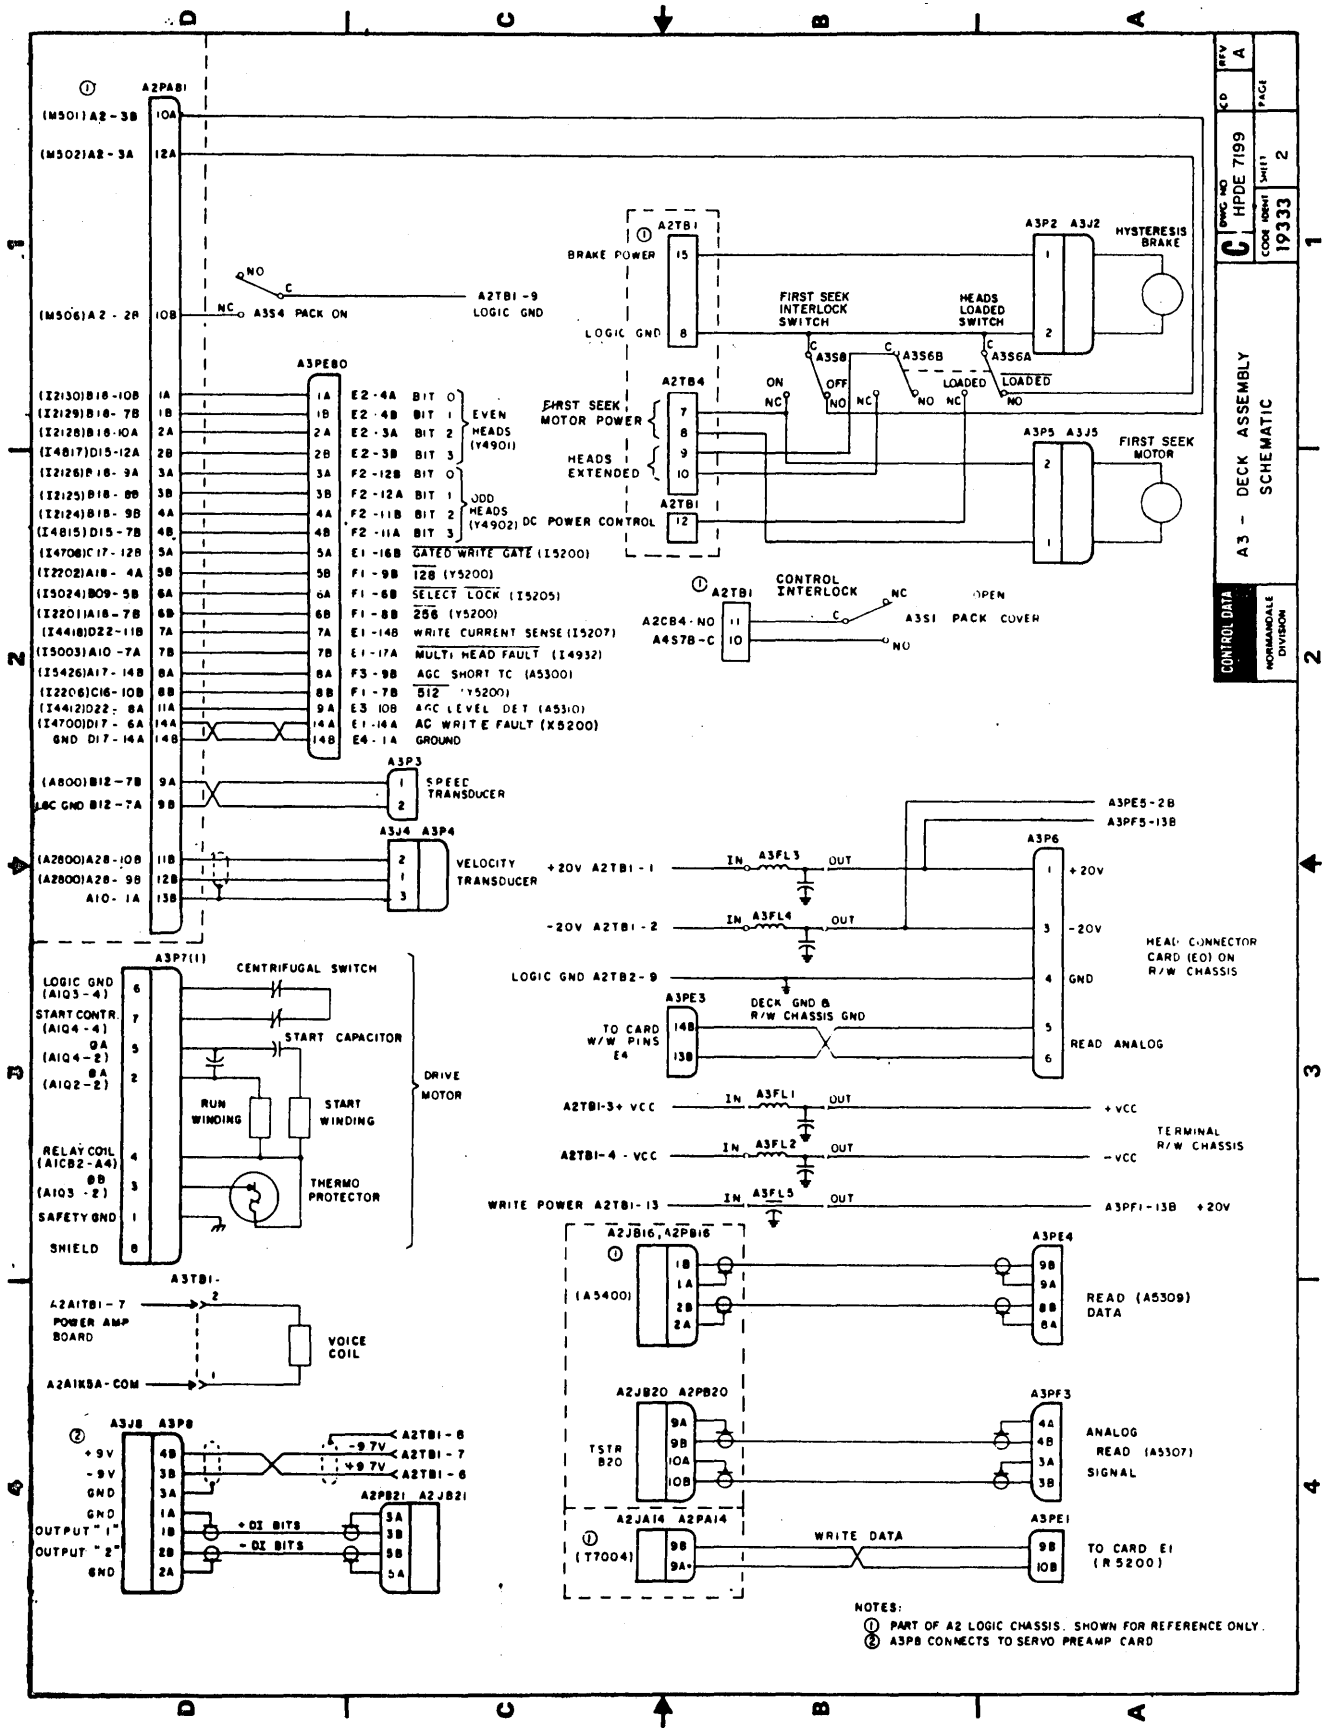 D
C
B
A
①
A2PA81
(M501) A2-3B 10A
(M502) A2-3A 12A
NO
C
A2TB1-9
LOGIC GND
(M506) A2-2B 10B
NC
A3S4 PACK ON
A3PE80
(I2130) B18-10B 1A 1A E2-4A BIT 0
(I2129) B18-7B 1B 1B E2-4B BIT 1
(I2128) B18-10A 2A 2A E2-3A BIT 2
(I4817) D15-12A 2B 2B E2-3B BIT 3
EVEN
HEADS
(Y4901)
(I2126) B18-9A 3A 3A F2-12B BIT 0
(I2125) B18-8B 3B 3B F2-12A BIT 1
(I2124) B18-9B 4A 4A F2-11B BIT 2
(I4815) D15-7B 4B 4B F2-11A BIT 3
ODD
HEADS
(Y4902)
(I4708) C17-12B 5A 5A E1-16B GATED WRITE GATE (I5200)
(I2202) A18-4A 5B 5B F1-9B 128 (Y5200)
(I5024) B09-5B 6A 6A F1-6B SELECT LOCK (I5205)
(I2201) A18-7B 6B 6B F1-8B 256 (Y5200)
(I4418) D22-11B 7A 7A E1-14B WRITE CURRENT SENSE (I5207)
(I5003) A10-7A 7B 7B E1-17A MULTI HEAD FAULT (I4932)
(I5426) A17-14B 8A 8A F3-9B AGC SHORT TC (A5300)
(I2206) C16-10B 8B 8B F1-7B 512 (Y5200)
(I4412) D22-8A 11A 9A E3 10B AGC LEVEL DET (A5310)
(I4700) D17-6A 14A 14A E1-14A AC WRITE FAULT (X5200)
GND D17-14A 14B 14B E4-1A GROUND
A3P3
(A800) B12-7B 9A 1 SPEED
LOC GND B12-7A 9B 2 TRANSDUCER
A3J4 A3P4
(A2800) A28-10B 11B 2 VELOCITY
(A2800) A28-9B 12B 1 TRANSDUCER
A10-1A 13B 3
① A2TB1
BRAKE POWER 15
LOGIC GND 8
A2TB4
FIRST SEEK
MOTOR POWER
7
8
HEADS
EXTENDED
9
10
A2TB1
DC POWER CONTROL 12
FIRST SEEK
INTERLOCK
SWITCH
HEADS
LOADED
SWITCH
C A3S8
C A3S6B
C A3S6A
ON
NC
OFF
NO
NC
NO
LOADED
NC
LOADED
NO
A3P2 A3J2
1
2
HYSTERESIS
BRAKE
A3P5 A3J5
2
1
FIRST SEEK
MOTOR
① A2TB1
CONTROL
INTERLOCK
A2CB4-NO 11
A4S7B-C 10
C
NC OPEN
A3S1 PACK COVER
NO
A3PE5-2B
A3PF5-13B
A3P6
+20V A2TB1-1 IN A3FL3 OUT 1 +20V
-20V A2TB1-2 IN A3FL4 OUT 3 -20V
LOGIC GND A2TB2-9 4 GND
DECK GND &
R/W CHASSIS GND
HEAD CONNECTOR
CARD (E0) ON
R/W CHASSIS
A3PE3
TO CARD
W/W PINS
E4
14B
13B
5
6
READ ANALOG
A2TB1-3+ VCC IN A3FL1 OUT +VCC
A2TB1-4-VCC IN A3FL2 OUT -VCC
TERMINAL
R/W CHASSIS
WRITE POWER A2TB1-13 IN A3FL5 OUT A3PF1-13B +20V
A3P7(1)
LOGIC GND
(A1Q3-4)
6
CENTRIFUGAL SWITCH
START CONTR.
(A1Q4-4)
7
ØA
(A1Q4-2)
5
START CAPACITOR
ØA
(A1Q2-2)
2
RUN
WINDING
START
WINDING
DRIVE
MOTOR
RELAY COIL
(A1CB2-A4)
4
ØB
(A1Q3-2)
3
THERMO
PROTECTOR
SAFETY GND 1
SHIELD 8
A3TB1-
A2A1TB1-7 2
POWER AMP
BOARD
VOICE
COIL
A2A1K5A-COM 1
A3J8 A3P8
②
+9V 4B
-9V 3B
GND 3A
GND 1A
OUTPUT "1" 1B
OUTPUT "2" 2B
GND 2A
A2TB1-8
-9.7V A2TB1-7
+9.7V A2TB1-6
A2PB21 A2JB21
+ DI BITS
- DI BITS
3A
3B
5B
5A
A2JB16, A2PB16
①
(A5400)
1B
1A
2B
2A
A3PE4
9B
9A
8B
8A
READ (A5309)
DATA
A2JB20 A2PB20
TSTR
B20
9A
9B
10A
10B
A3PF3
4A
4B
3A
3B
ANALOG
READ (A5307)
SIGNAL
A2JA14 A2PA14
①
(T7004)
9B
9A
WRITE DATA
A3PE1
9B
10B
TO CARD E1
(R5200)
NOTES:
① PART OF A2 LOGIC CHASSIS. SHOWN FOR REFERENCE ONLY.
② A3P8 CONNECTS TO SERVO PREAMP CARD
CONTROL DATA
NORMANDALE
DIVISION
A3 - DECK ASSEMBLY
SCHEMATIC
C
DWG NO
HPDE 7199
CD
REV
A
CODE IDENT
19333
SHEET
2
PAGE
1
2
3
4
D
C
B
A